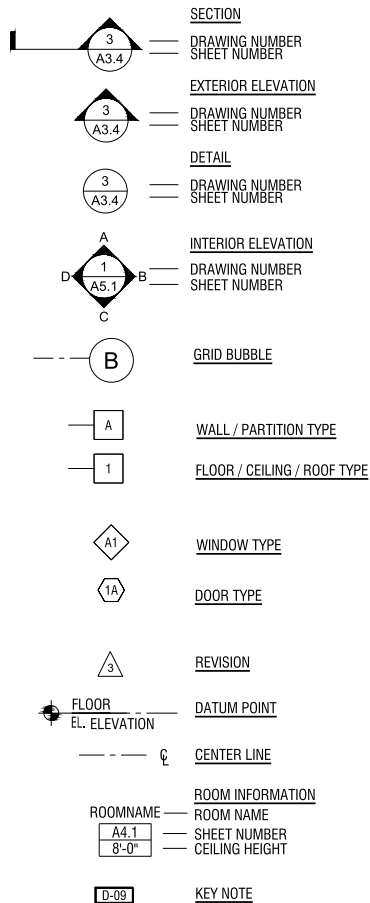 SECTION
3
A3.4
DRAWING NUMBER
SHEET NUMBER
EXTERIOR ELEVATION
3
A3.4
DRAWING NUMBER
SHEET NUMBER
DETAIL
3
A3.4
DRAWING NUMBER
SHEET NUMBER
INTERIOR ELEVATION
A
D
1
A5.1
B
C
DRAWING NUMBER
SHEET NUMBER
B
GRID BUBBLE
A
WALL / PARTITION TYPE
1
FLOOR / CEILING / ROOF TYPE
A1
WINDOW TYPE
1A
DOOR TYPE
3
REVISION
FLOOR
EL. ELEVATION
DATUM POINT
℄
CENTER LINE
ROOM INFORMATION
ROOMNAME
ROOM NAME
A4.1
SHEET NUMBER
8'-0"
CEILING HEIGHT
D-09
KEY NOTE